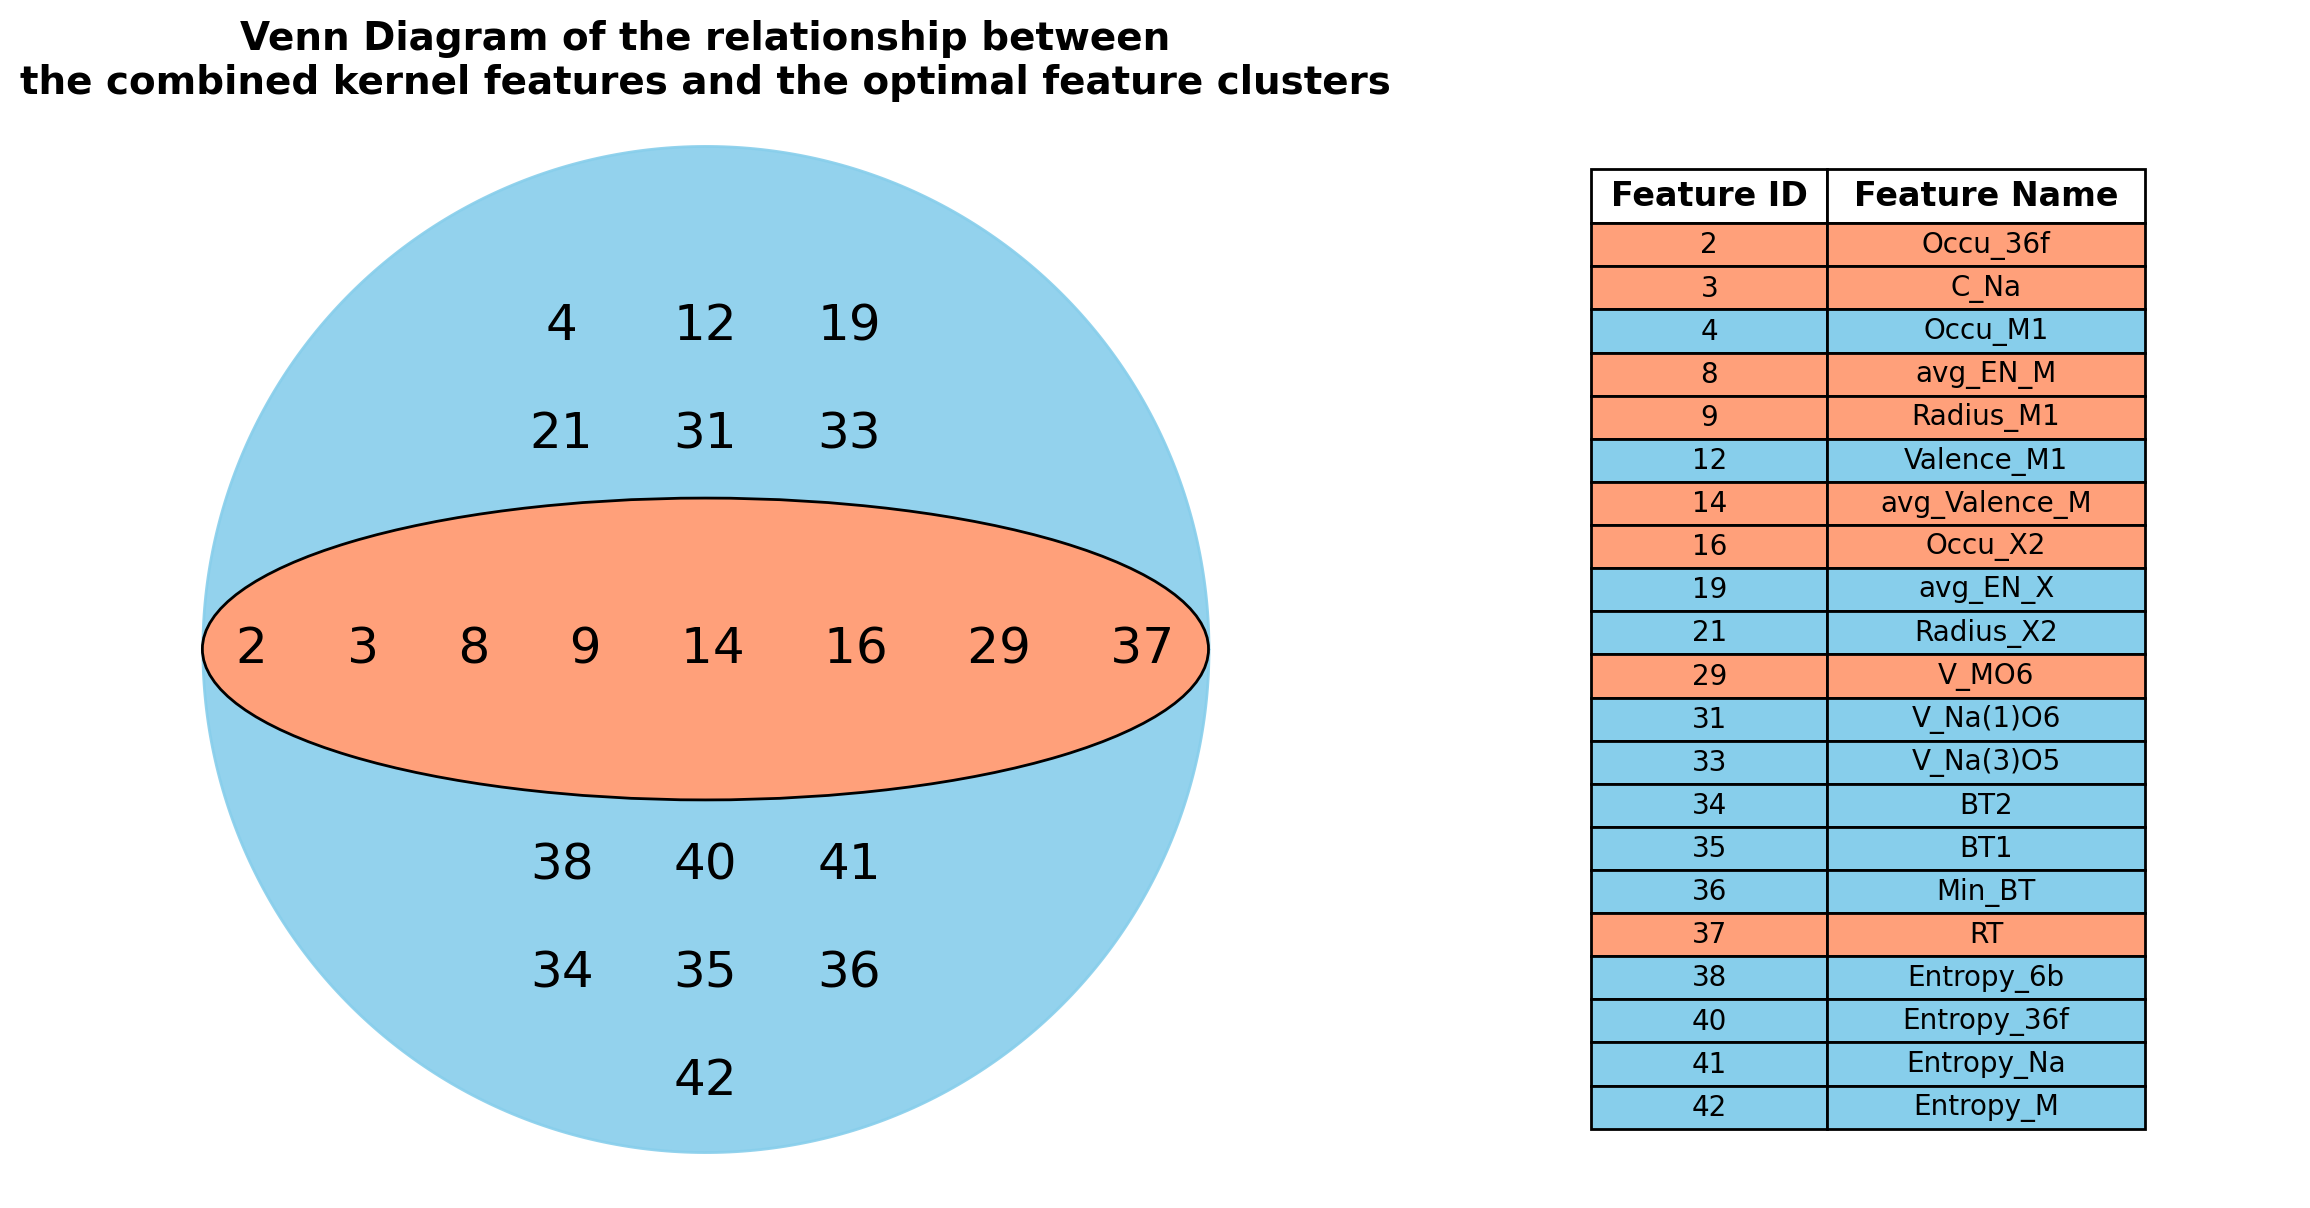 Venn Diagram of the relationship between
the combined kernel features and the optimal feature clusters
4 12 19
21 31 33
2 3 8 9 14 16 29 37
38 40 41
34 35 36
42
Feature ID Feature Name
2 Occu_36f
3 C_Na
4 Occu_M1
8 avg_EN_M
9 Radius_M1
12 Valence_M1
14 avg_Valence_M
16 Occu_X2
19 avg_EN_X
21 Radius_X2
29 V_MO6
31 V_Na(1)O6
33 V_Na(3)O5
34 BT2
35 BT1
36 Min_BT
37 RT
38 Entropy_6b
40 Entropy_36f
41 Entropy_Na
42 Entropy_M